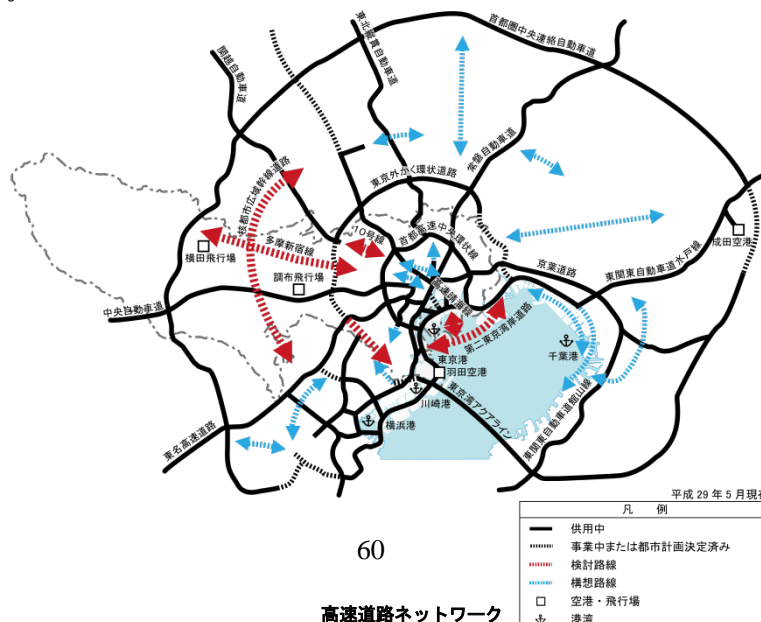 首都圏中央連絡自動車道
東北縦貫自動車道
関越自動車道
常磐自動車道
東京外かく環状道路
核都市広域幹線道路
10号線
首都高速中央環状線
多摩新宿線
横田飛行場
成田空港
京葉道路
東関東自動車道水戸線
調布飛行場
高速晴海線
中央自動車道
第二東京湾岸道路
千葉港
東京港
羽田空港
川崎港
東京湾アクアライン
横浜港
東関東自動車道館山線
東名高速道路
平成 29 年 5 月現在
凡 例
供用中
事業中または都市計画決定済み
検討路線
構想路線
空港・飛行場
港湾
60
高速道路ネットワーク